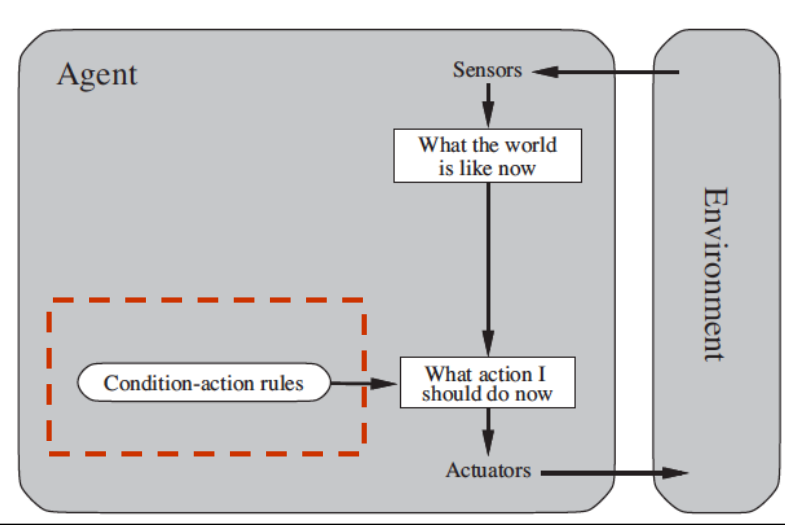 Agent
Sensors
What the world
is like now
Environment
Condition-action rules
What action I
should do now
Actuators